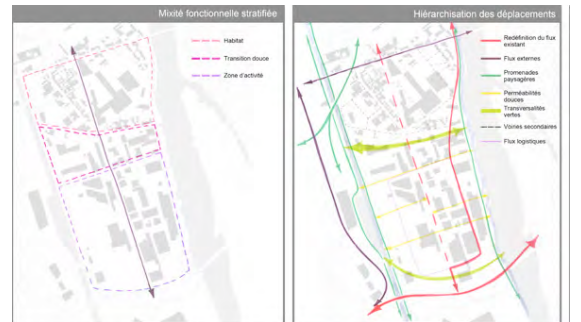 Mixité fonctionnelle stratifiée
Habitat
Transition douce
Zone d'activité
Hiérarchisation des déplacements
Redéfinition du flux
existant
Flux externes
Promenades
paysagères
Perméabilités
douces
Transversalités
vertes
Voiries secondaires
Flux logistiques